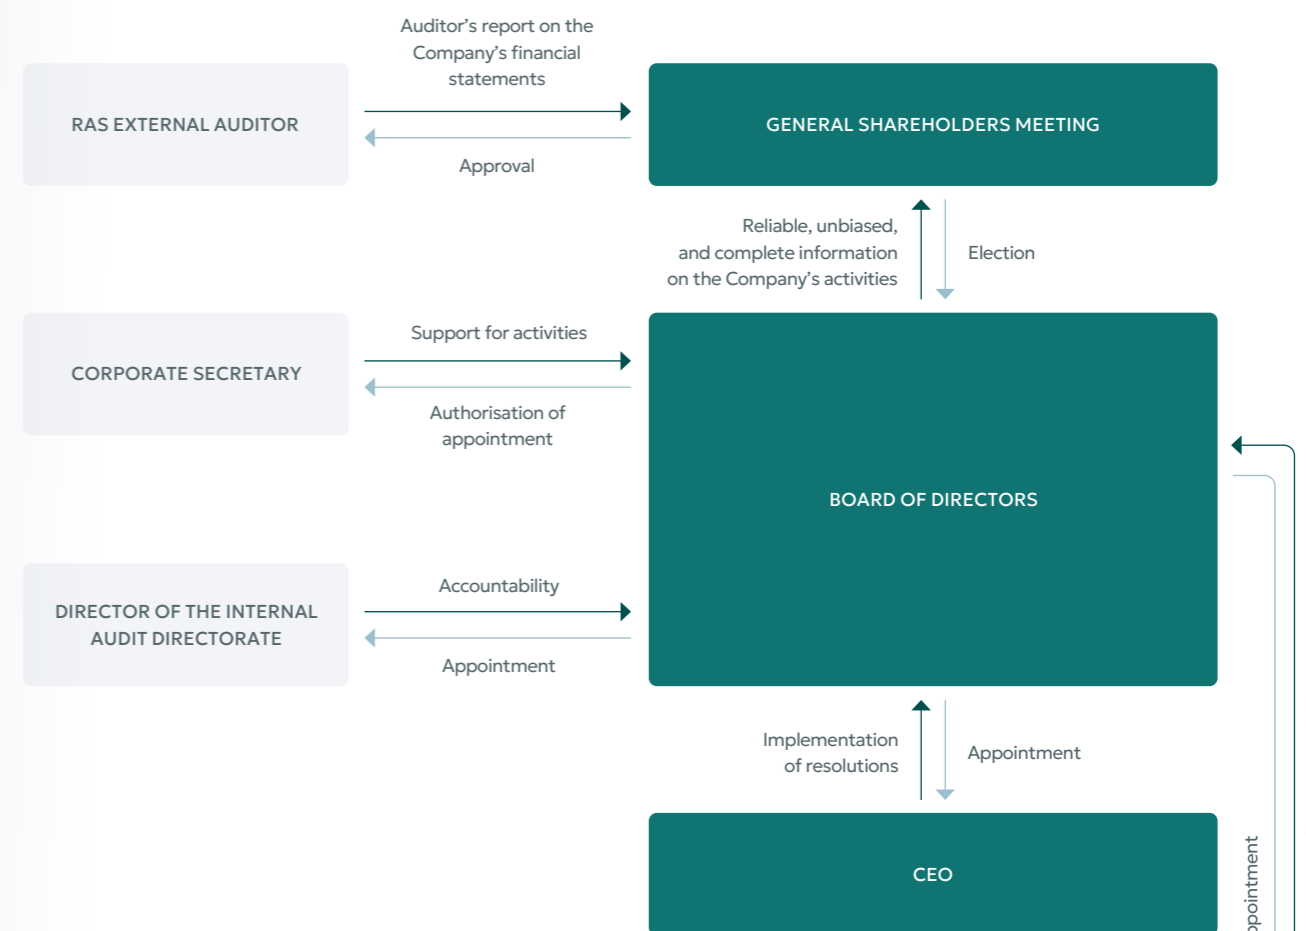 Auditor’s report on the
Company’s financial
statements
RAS EXTERNAL AUDITOR
GENERAL SHAREHOLDERS MEETING
Approval
Reliable, unbiased,
and complete information
on the Company’s activities
Election
Support for activities
CORPORATE SECRETARY
Authorisation of
appointment
BOARD OF DIRECTORS
Accountability
DIRECTOR OF THE INTERNAL
AUDIT DIRECTORATE
Appointment
Implementation
of resolutions
Appointment
CEO